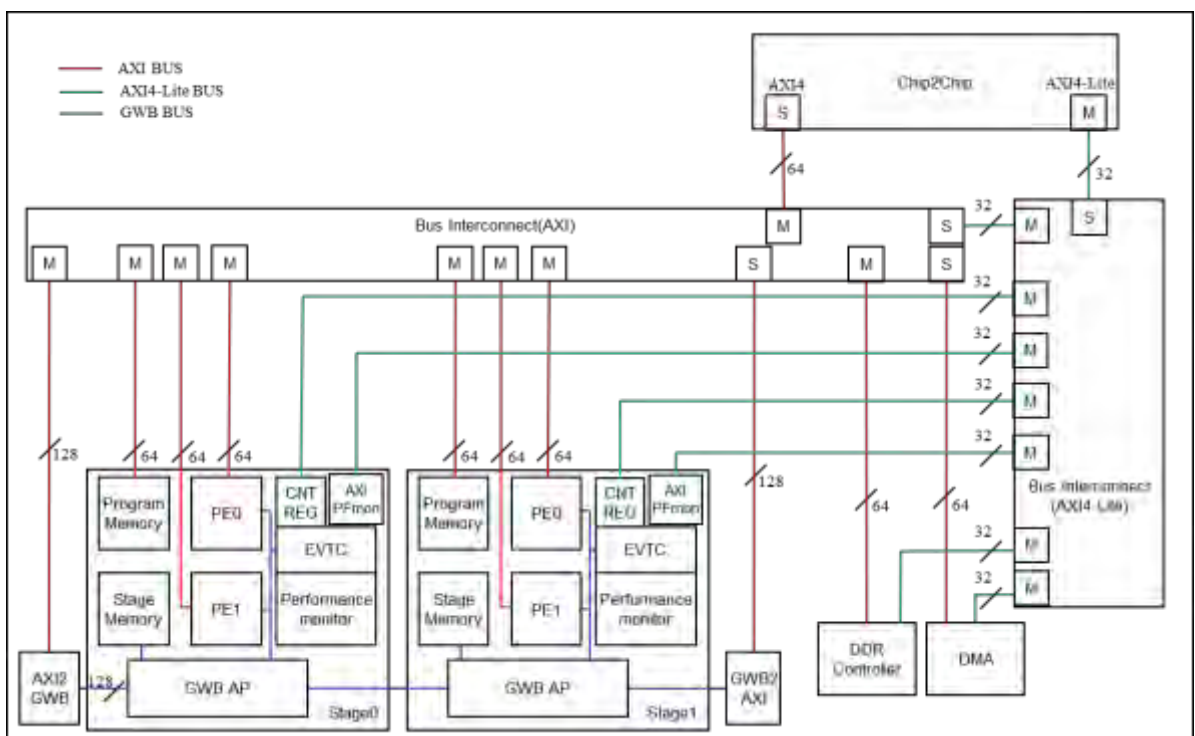 AXI BUS
AXI4-Lite BUS
GWB BUS
Chip2Chip
AXI4
AXI4-Lite
S
M
64
32
Bus Interconnect(AXI)
M
S
32
M
S
M
M
M
M
M
M
M
S
M
S
32
M
32
M
32
M
32
M
128
64
64
64
64
64
64
128
64
64
Bus Interconnect
(AXI4-Lite)
Program
Memory
PE0
CNT
REG
AXI
PFmon
EVTC
Stage
Memory
PE1
Performance
monitor
GWB AP
Stage0
Program
Memory
PE0
CNT
REG
AXI
PFmon
EVTC
Stage
Memory
PE1
Performance
monitor
GWB AP
Stage1
32
M
32
M
AXI2
GWB
128
GWB2
AXI
DDR
Controller
DMA